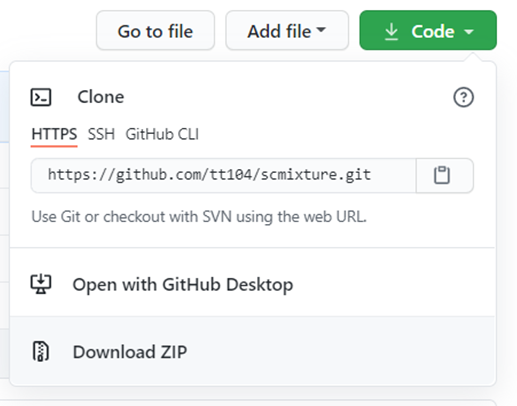 Go to file Add file Code
Clone
HTTPS SSH GitHub CLI
https://github.com/tt104/scmixture.git
Use Git or checkout with SVN using the web URL.
Open with GitHub Desktop
Download ZIP